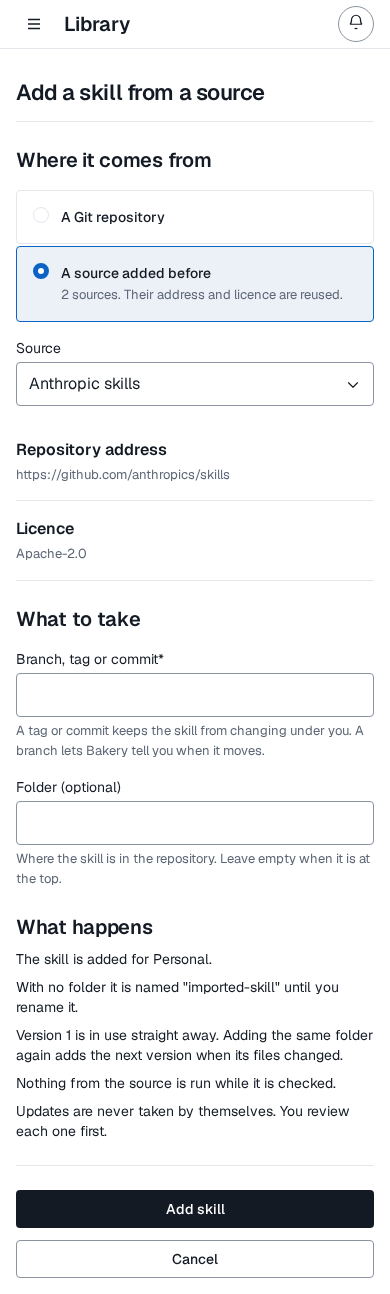 Library
Add a skill from a source
Where it comes from
A Git repository
A source added before
2 sources. Their address and licence are reused.
Source
Anthropic skills
Repository address
https://github.com/anthropics/skills
Licence
Apache-2.0
What to take
Branch, tag or commit*
A tag or commit keeps the skill from changing under you. A
branch lets Bakery tell you when it moves.
Folder (optional)
Where the skill is in the repository. Leave empty when it is at
the top.
What happens
The skill is added for Personal.
With no folder it is named "imported-skill" until you
rename it.
Version 1 is in use straight away. Adding the same folder
again adds the next version when its files changed.
Nothing from the source is run while it is checked.
Updates are never taken by themselves. You review
each one first.
Add skill
Cancel